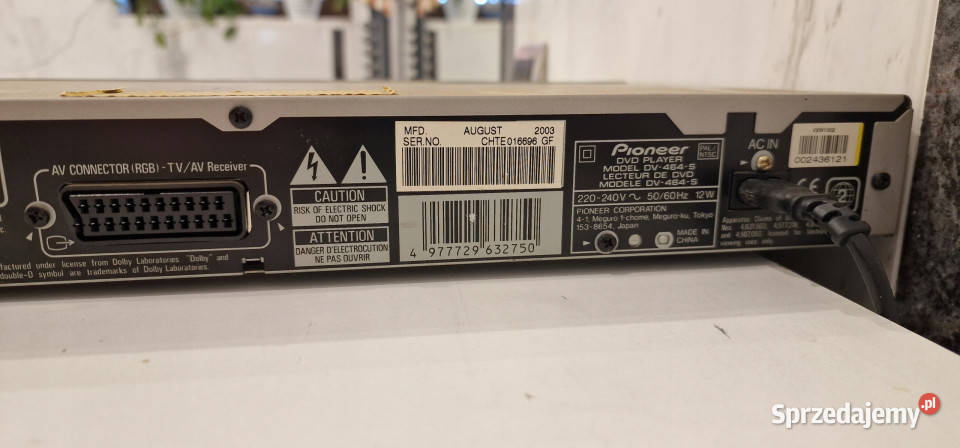 AV CONNECTOR (RGB) - TV/AV Receiver
factured under license from Dolby Laboratories "Dolby" and
double-D symbol are trademarks of Dolby Laboratories.
CAUTION
RISK OF ELECTRIC SHOCK
DO NOT OPEN
ATTENTION
DANGER D'ELECTROCUTION
NE PAS OUVRIR
MFD. AUGUST 2003
SER.NO. CHTE016696 GF
4 977729 632750
Pioneer
PAL/
NTSC
DVD PLAYER
MODEL DV-464-S
LECTEUR DE DVD
MODELE DV-464-S
220-240V ~ 50/60Hz 12W
PIONEER CORPORATION
4-1, Meguro 1-chome, Meguro-ku, Tokyo
153-8654, Japan
MADE IN
CHINA
AC IN
002436121
CE
Sprzedajemy.pl